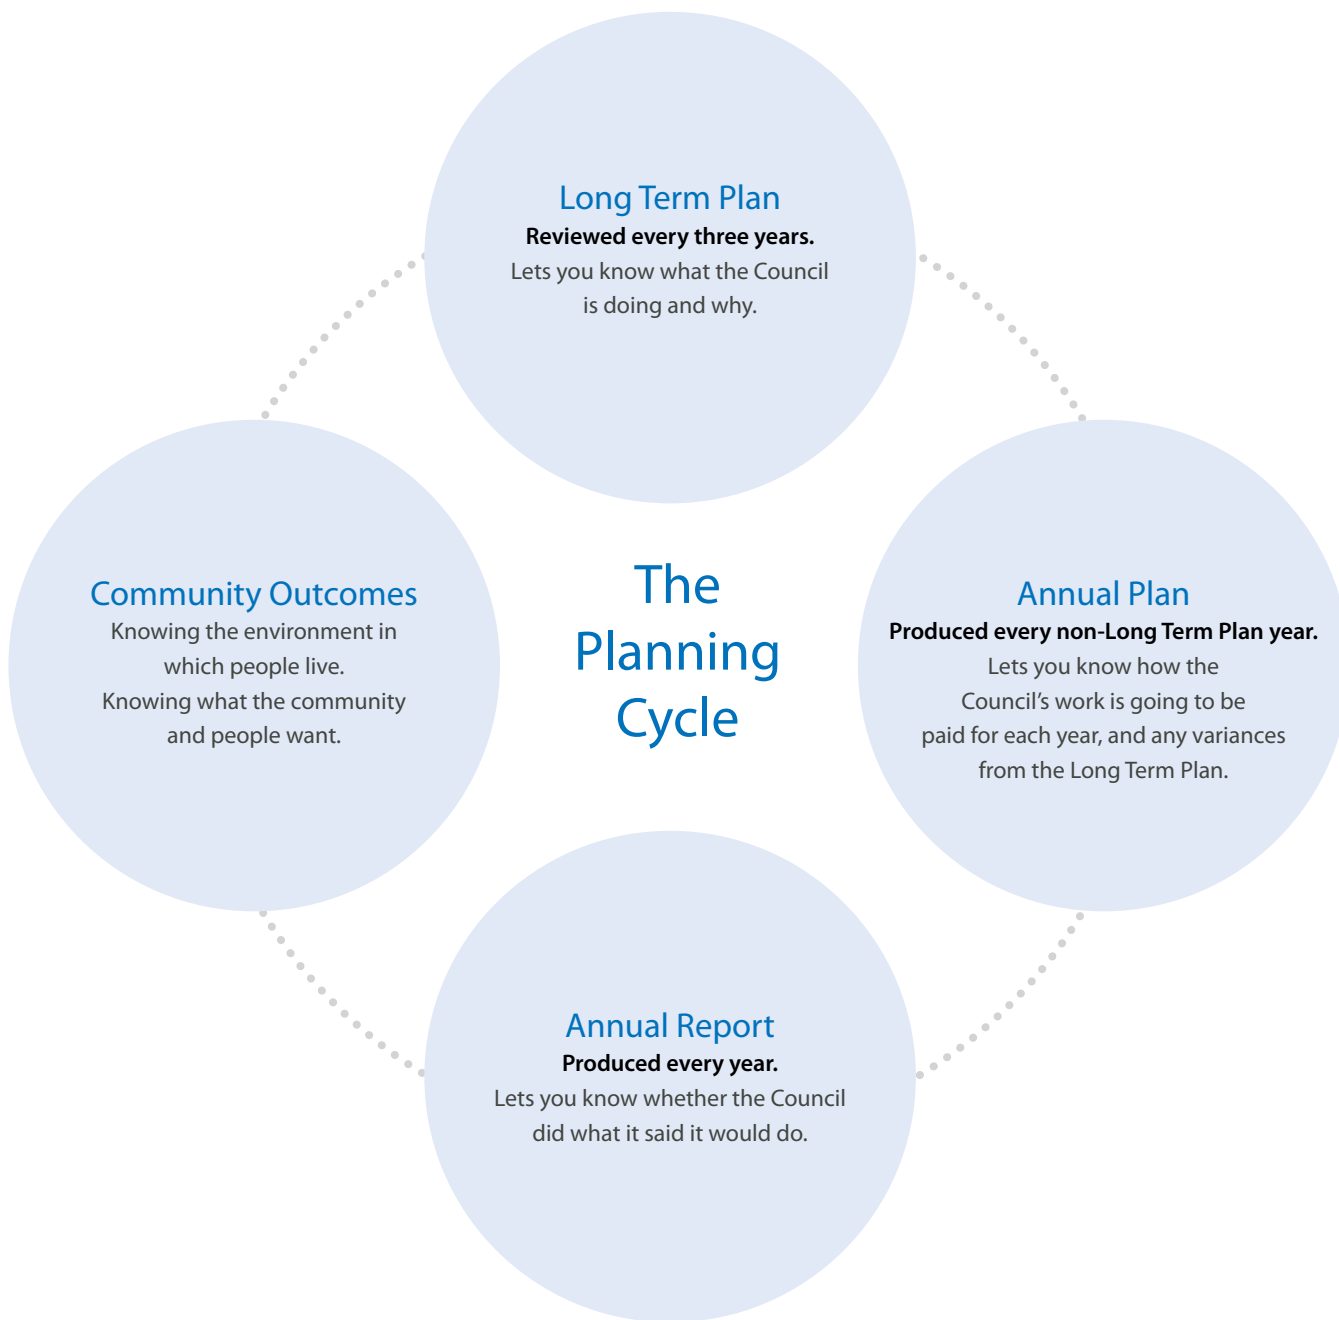 Long Term Plan
Reviewed every three years.
Lets you know what the Council
is doing and why.
Community Outcomes
Knowing the environment in
which people live.
Knowing what the community
and people want.
The
Planning
Cycle
Annual Plan
Produced every non-Long Term Plan year.
Lets you know how the
Council’s work is going to be
paid for each year, and any variances
from the Long Term Plan.
Annual Report
Produced every year.
Lets you know whether the Council
did what it said it would do.